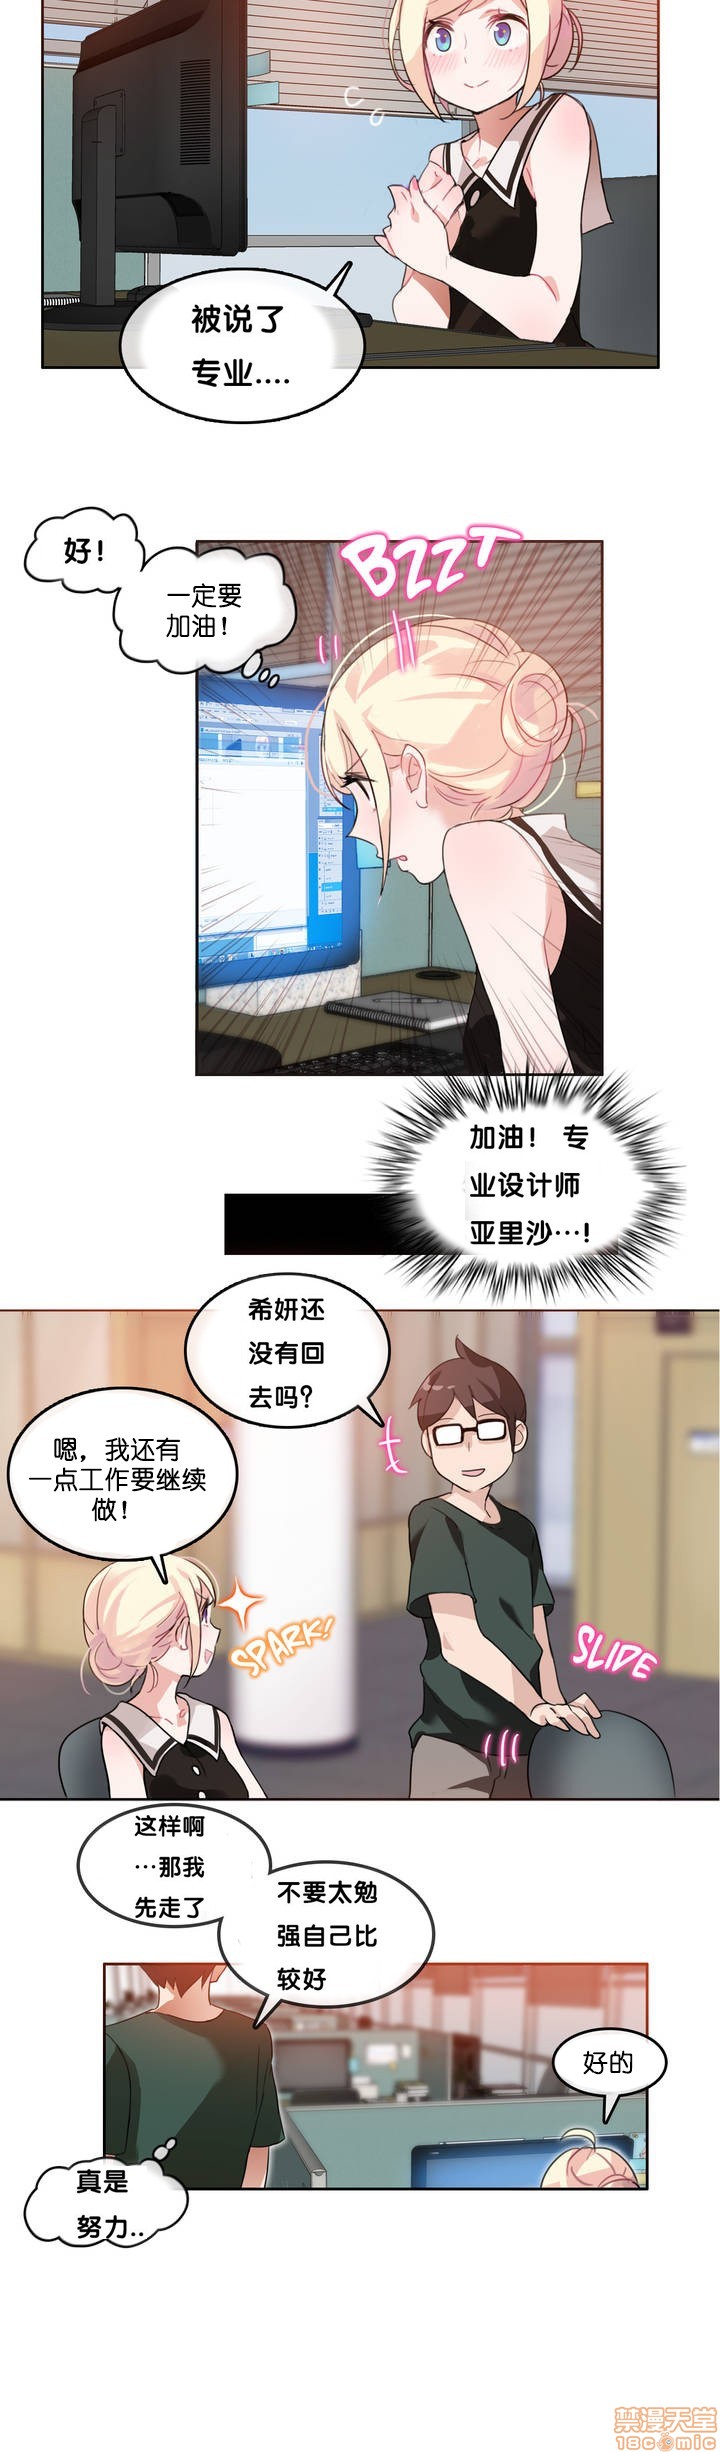 被说了
专业....
好！
一定要
加油！
BZZT
加油！ 专
业设计师
亚里沙…！
希妍还
没有回
去吗？
嗯，我还有
一点工作要继续
做！
SPARK!
SLIDE
这样啊
…那我
先走了
不要太勉
强自己比
较好
好的
真是
努力..
禁漫天堂
18comic